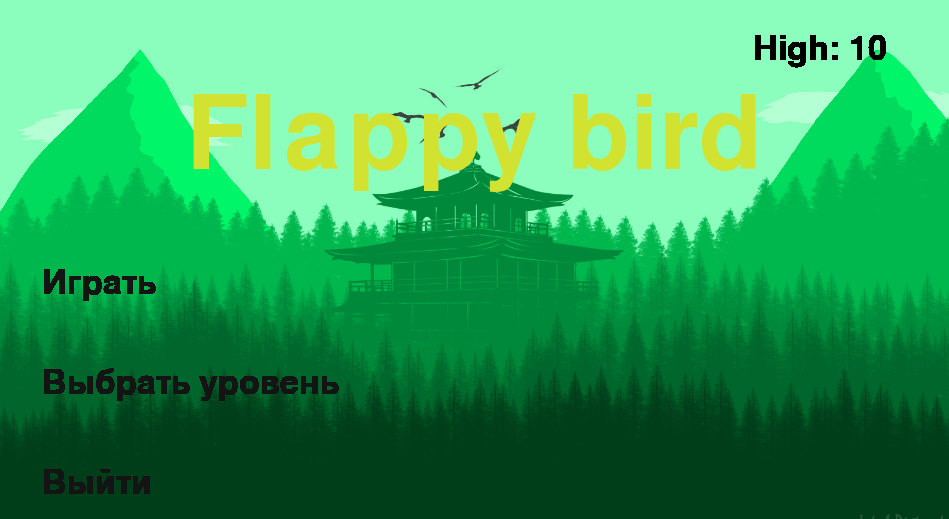 High: 10
Flappy bird
Играть
Выбрать уровень
Выйти